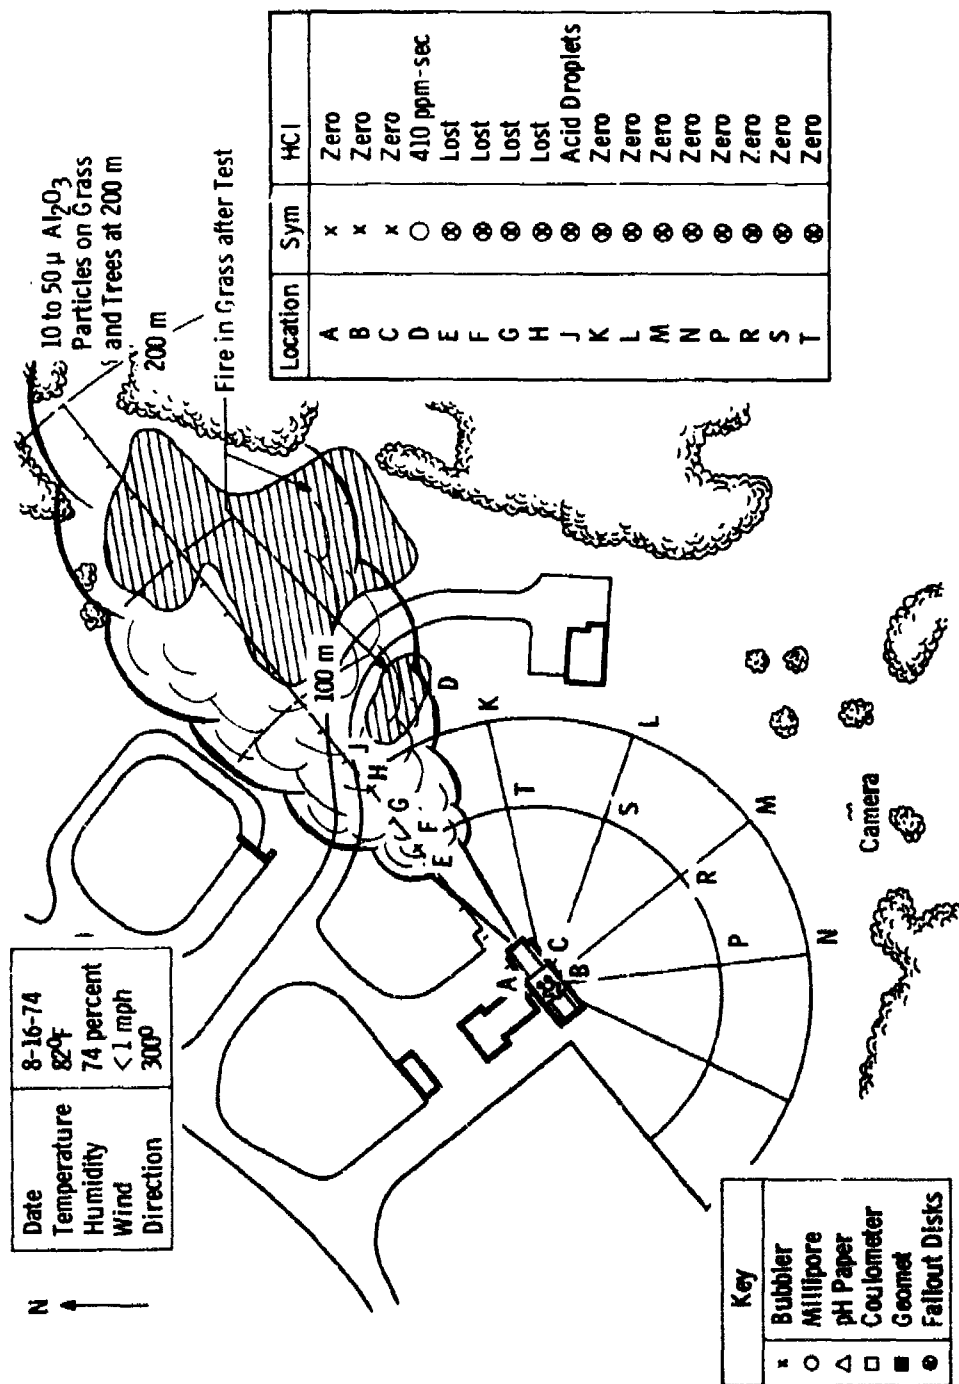 N
Date 8-16-74
Temperature 82°F
Humidity 74 percent
Wind < 1 mph
Direction 300°
10 to 50 μ Al2O3
Particles on Grass
and Trees at 200 m
200 m
Fire in Grass after Test
100 m
A
B
C
D
E
F
G
H
J
K
L
M
N
P
R
S
T
Camera
Location Sym HCl
A x Zero
B x Zero
C x Zero
D ○ 410 ppm-sec
E ⊗ Lost
F ⊗ Lost
G ⊗ Lost
H ⊗ Lost
J ⊗ Acid Droplets
K ⊗ Zero
L ⊗ Zero
M ⊗ Zero
N ⊗ Zero
P ⊗ Zero
R ⊗ Zero
S ⊗ Zero
T ⊗ Zero
Key
x Bubbler
○ Millipore
△ pH Paper
□ Coulometer
■ Geomet
⊗ Fallout Disks